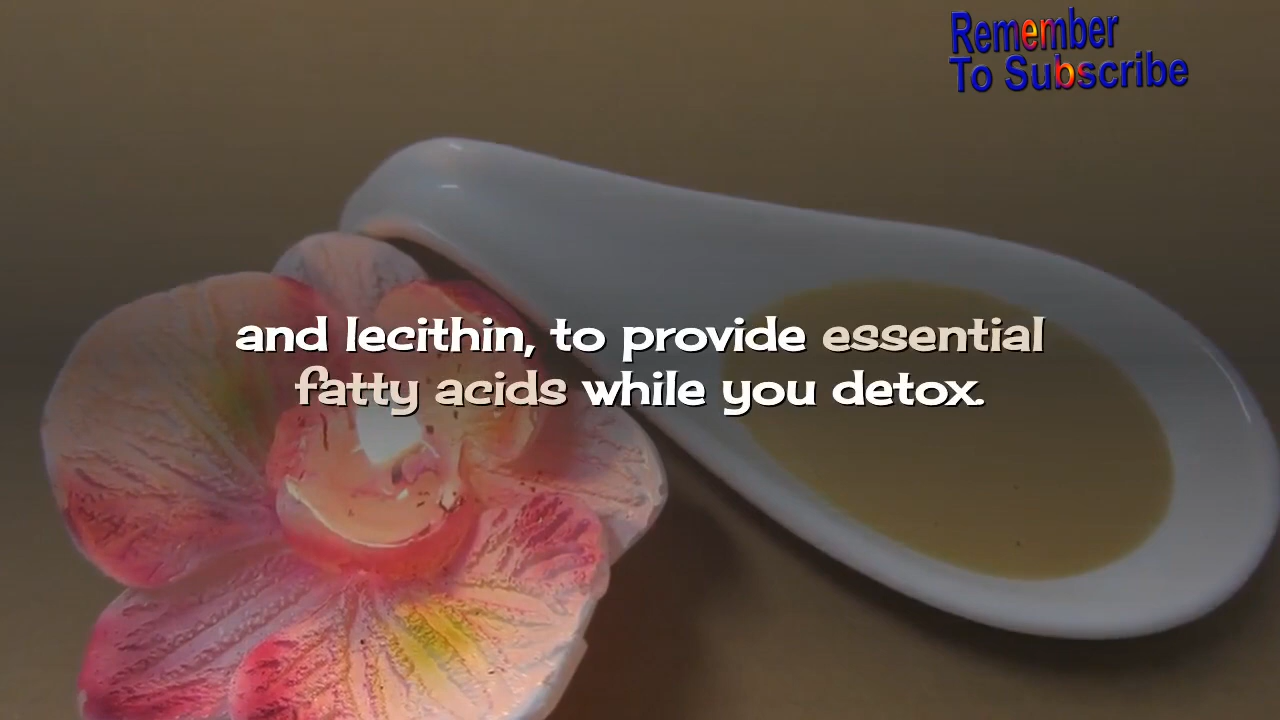 Remember
To Subscribe
and lecithin, to provide essential
fatty acids while you detox.